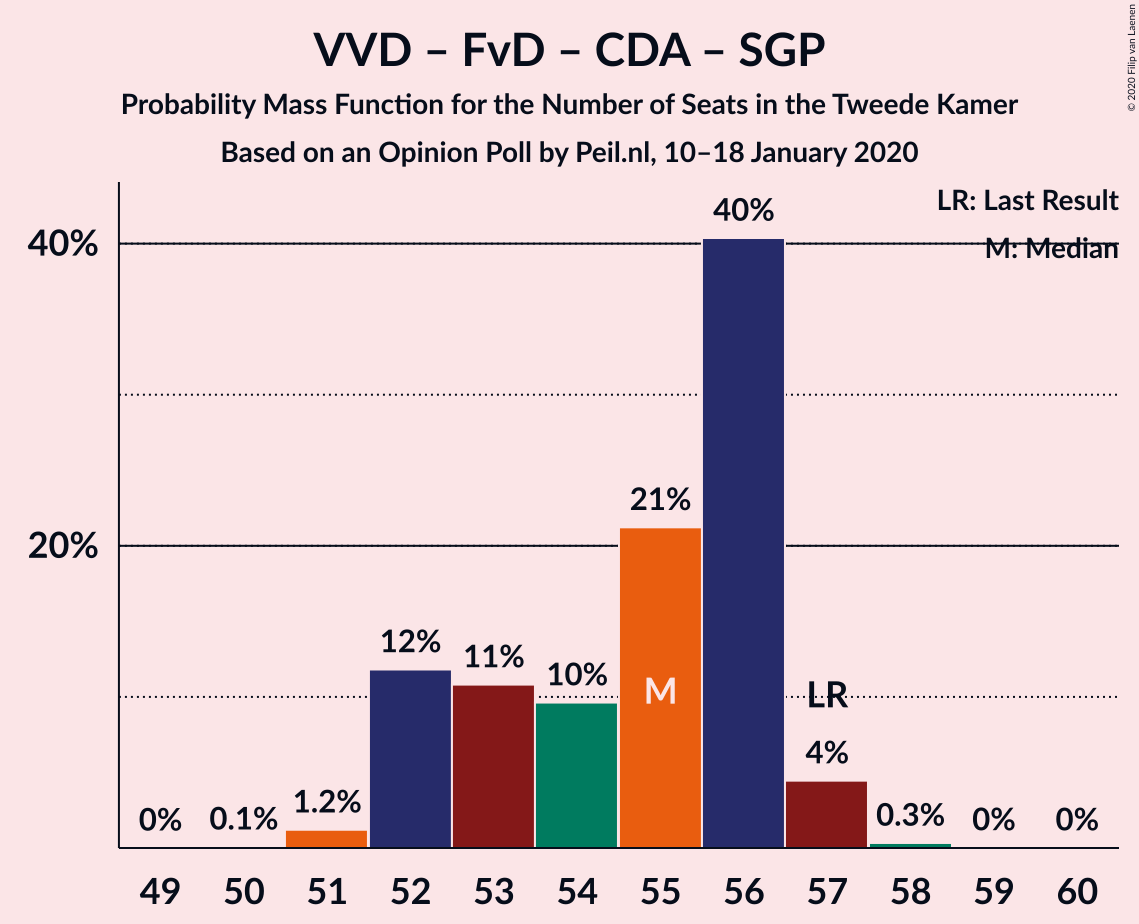 VVD – FvD – CDA – SGP
Probability Mass Function for the Number of Seats in the Tweede Kamer
Based on an Opinion Poll by Peil.nl, 10–18 January 2020
© 2020 Filip van Laenen
LR: Last Result
M: Median
40%
20%
0%
0.1%
1.2%
12%
11%
10%
21%
40%
4%
0.3%
0%
0%
M
LR
49 50 51 52 53 54 55 56 57 58 59 60